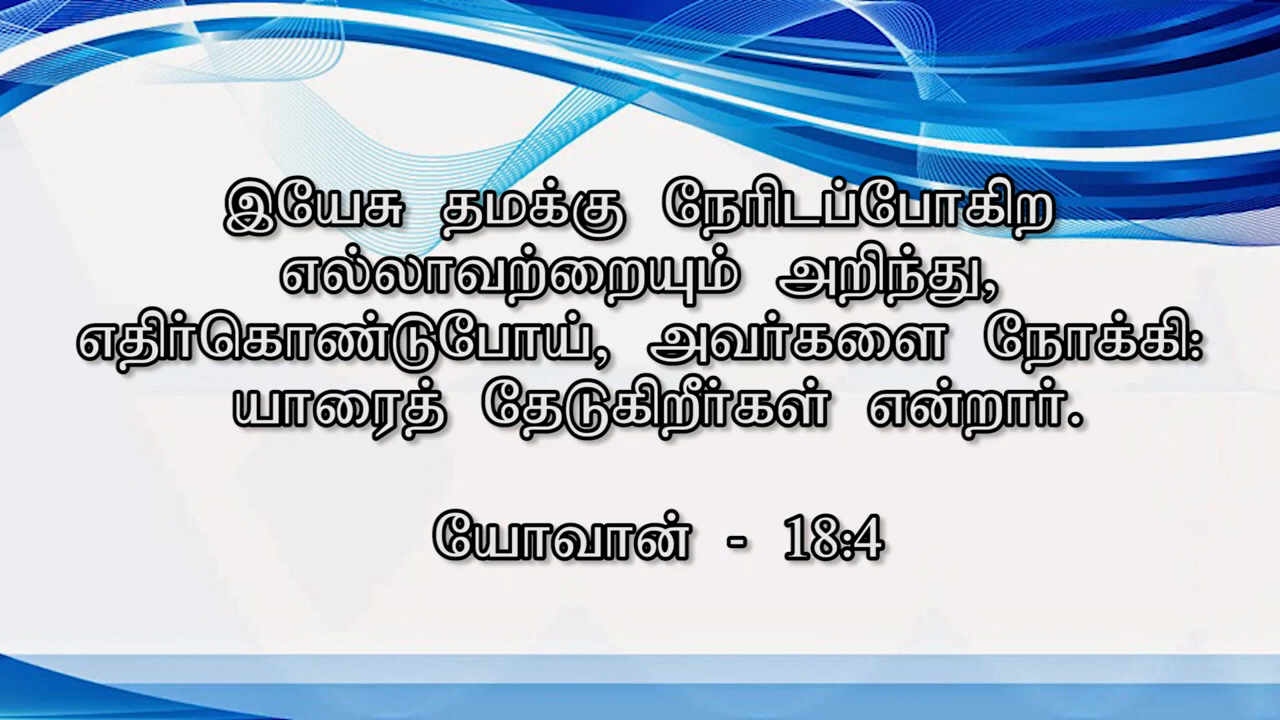 இயேசு தமக்கு நேரிடப்போகிற
எல்லாவற்றையும் அறிந்து,
எதிர்கொண்டுபோய், அவர்களை நோக்கி:
யாரைத் தேடுகிறீர்கள் என்றார்.
யோவான் - 18:4